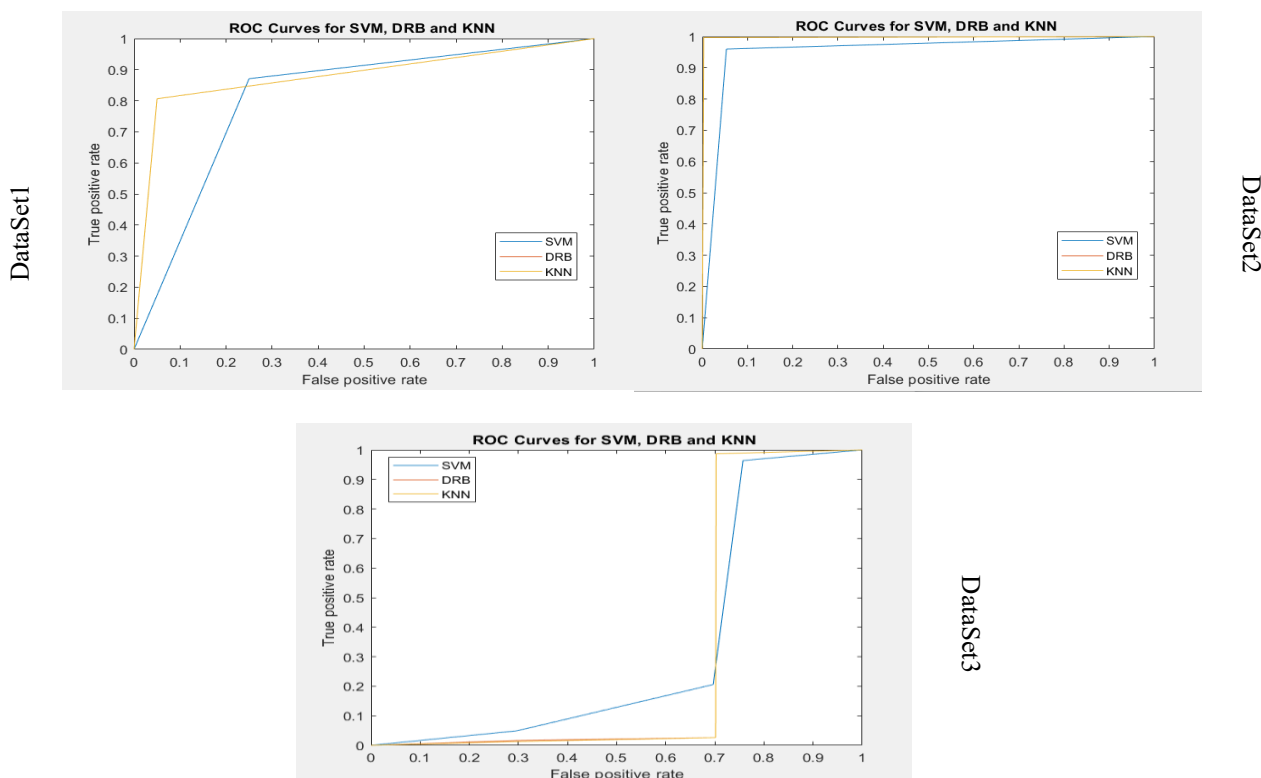 DataSet1
ROC Curves for SVM, DRB and KNN
True positive rate
1
0.9
0.8
0.7
0.6
0.5
0.4
0.3
0.2
0.1
0
SVM
DRB
KNN
0 0.1 0.2 0.3 0.4 0.5 0.6 0.7 0.8 0.9 1
False positive rate
ROC Curves for SVM, DRB and KNN
True positive rate
1
0.9
0.8
0.7
0.6
0.5
0.4
0.3
0.2
0.1
0
SVM
DRB
KNN
0 0.1 0.2 0.3 0.4 0.5 0.6 0.7 0.8 0.9 1
False positive rate
DataSet2
ROC Curves for SVM, DRB and KNN
True positive rate
1
0.9
0.8
0.7
0.6
0.5
0.4
0.3
0.2
0.1
0
SVM
DRB
KNN
0 0.1 0.2 0.3 0.4 0.5 0.6 0.7 0.8 0.9 1
False positive rate
DataSet3